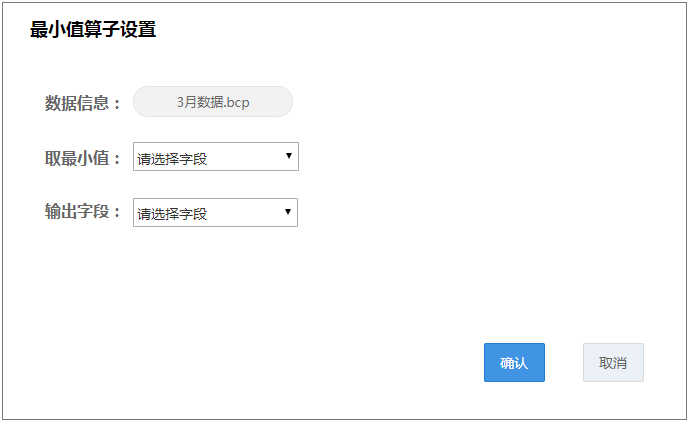 最小值算子设置
数据信息： 3月数据.bcp
取最小值： 请选择字段
输出字段： 请选择字段
确认 取消